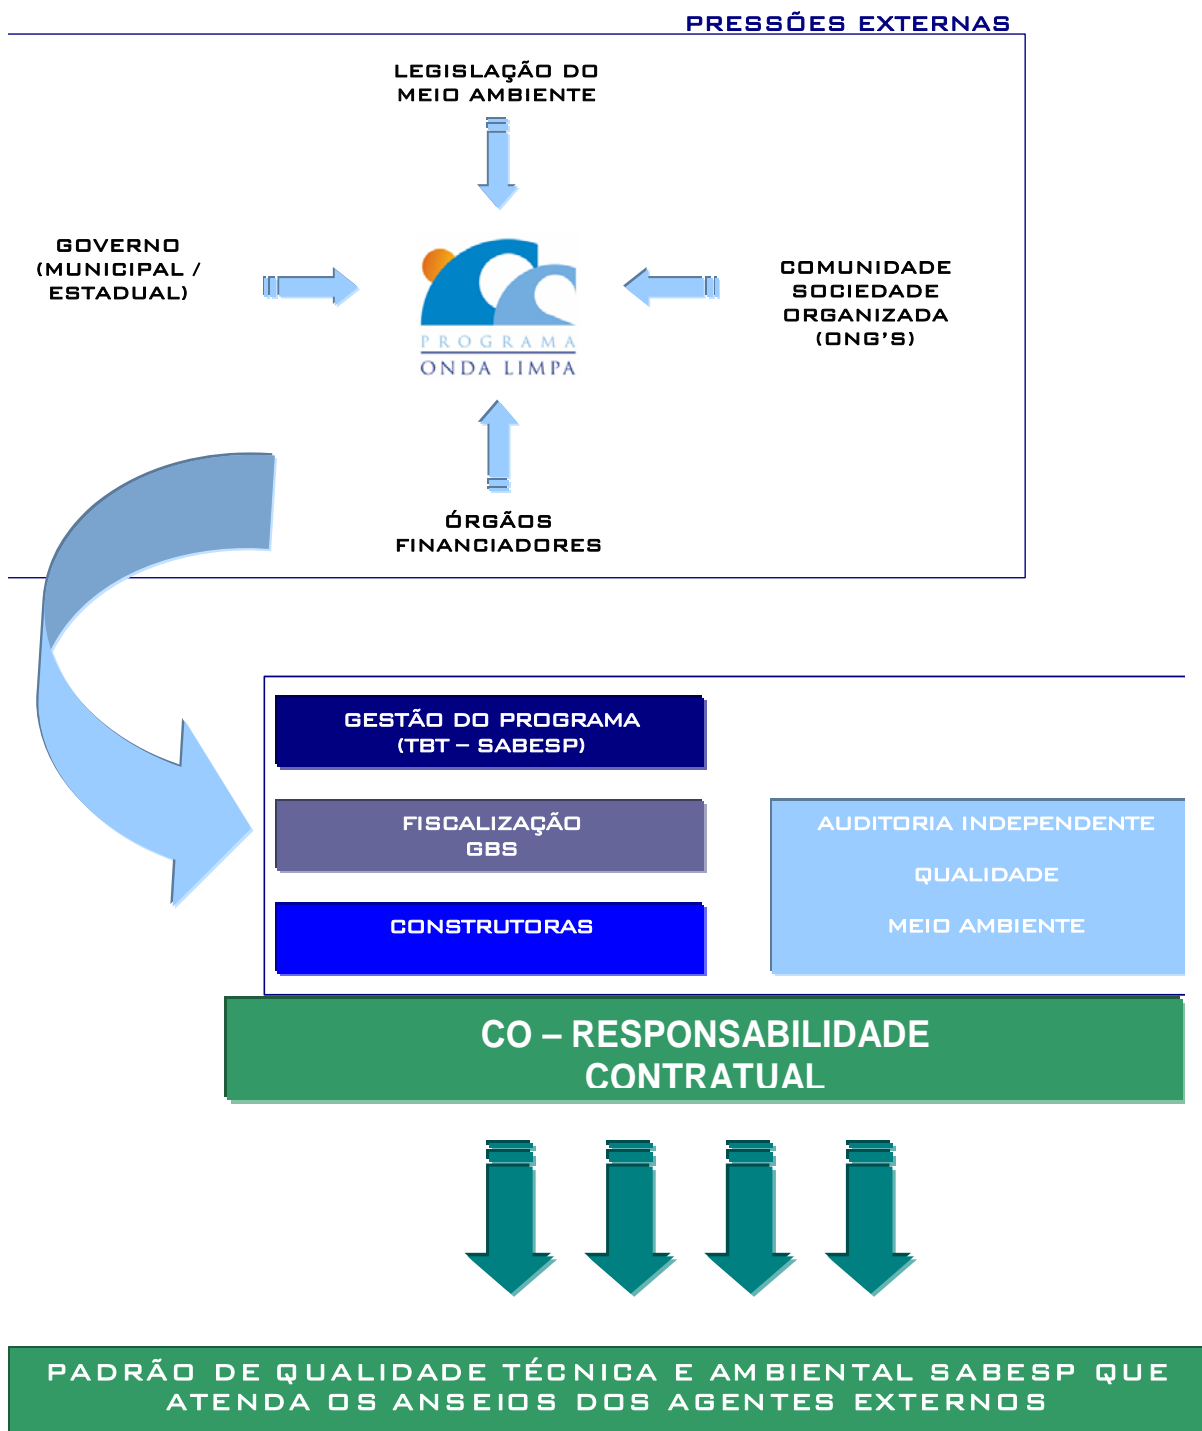 PRESSÕES EXTERNAS
LEGISLAÇÃO DO
MEIO AMBIENTE
GOVERNO
(MUNICIPAL /
ESTADUAL)
COMUNIDADE
SOCIEDADE
ORGANIZADA
(ONG'S)
PROGRAMA
ONDA LIMPA
ÓRGÃOS
FINANCIADORES
GESTÃO DO PROGRAMA
(TBT – SABESP)
FISCALIZAÇÃO
GBS
CONSTRUTORAS
AUDITORIA INDEPENDENTE
QUALIDADE
MEIO AMBIENTE
CO – RESPONSABILIDADE
CONTRATUAL
PADRÃO DE QUALIDADE TÉCNICA E AMBIENTAL SABESP QUE
ATENDA OS ANSEIOS DOS AGENTES EXTERNOS